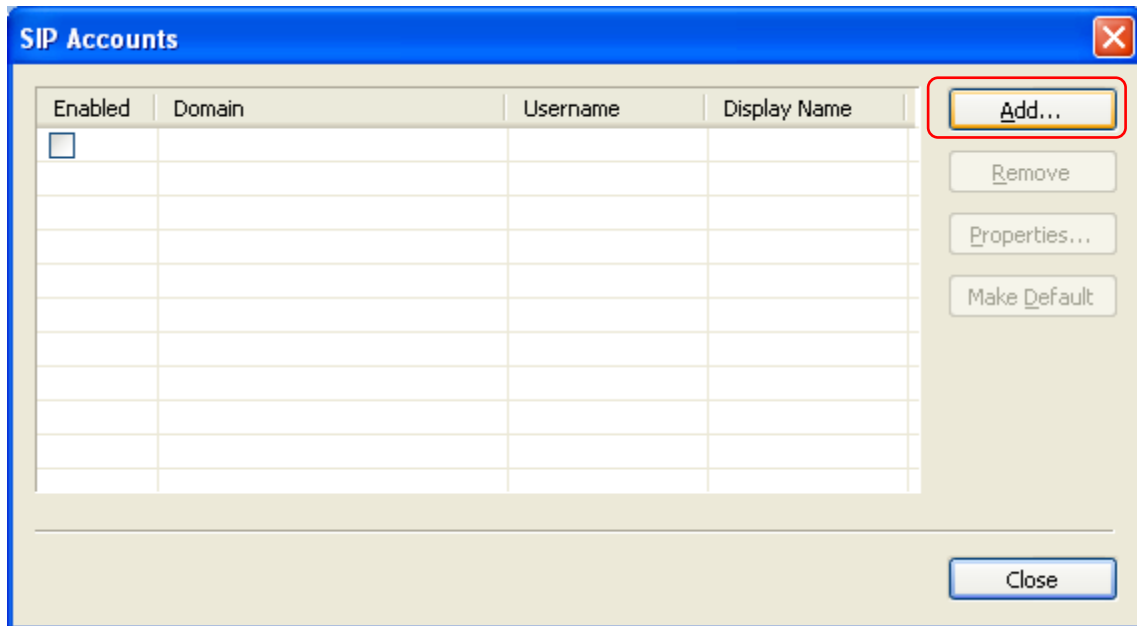 SIP Accounts
Enabled Domain Username Display Name
Add...
Remove
Properties...
Make Default
Close